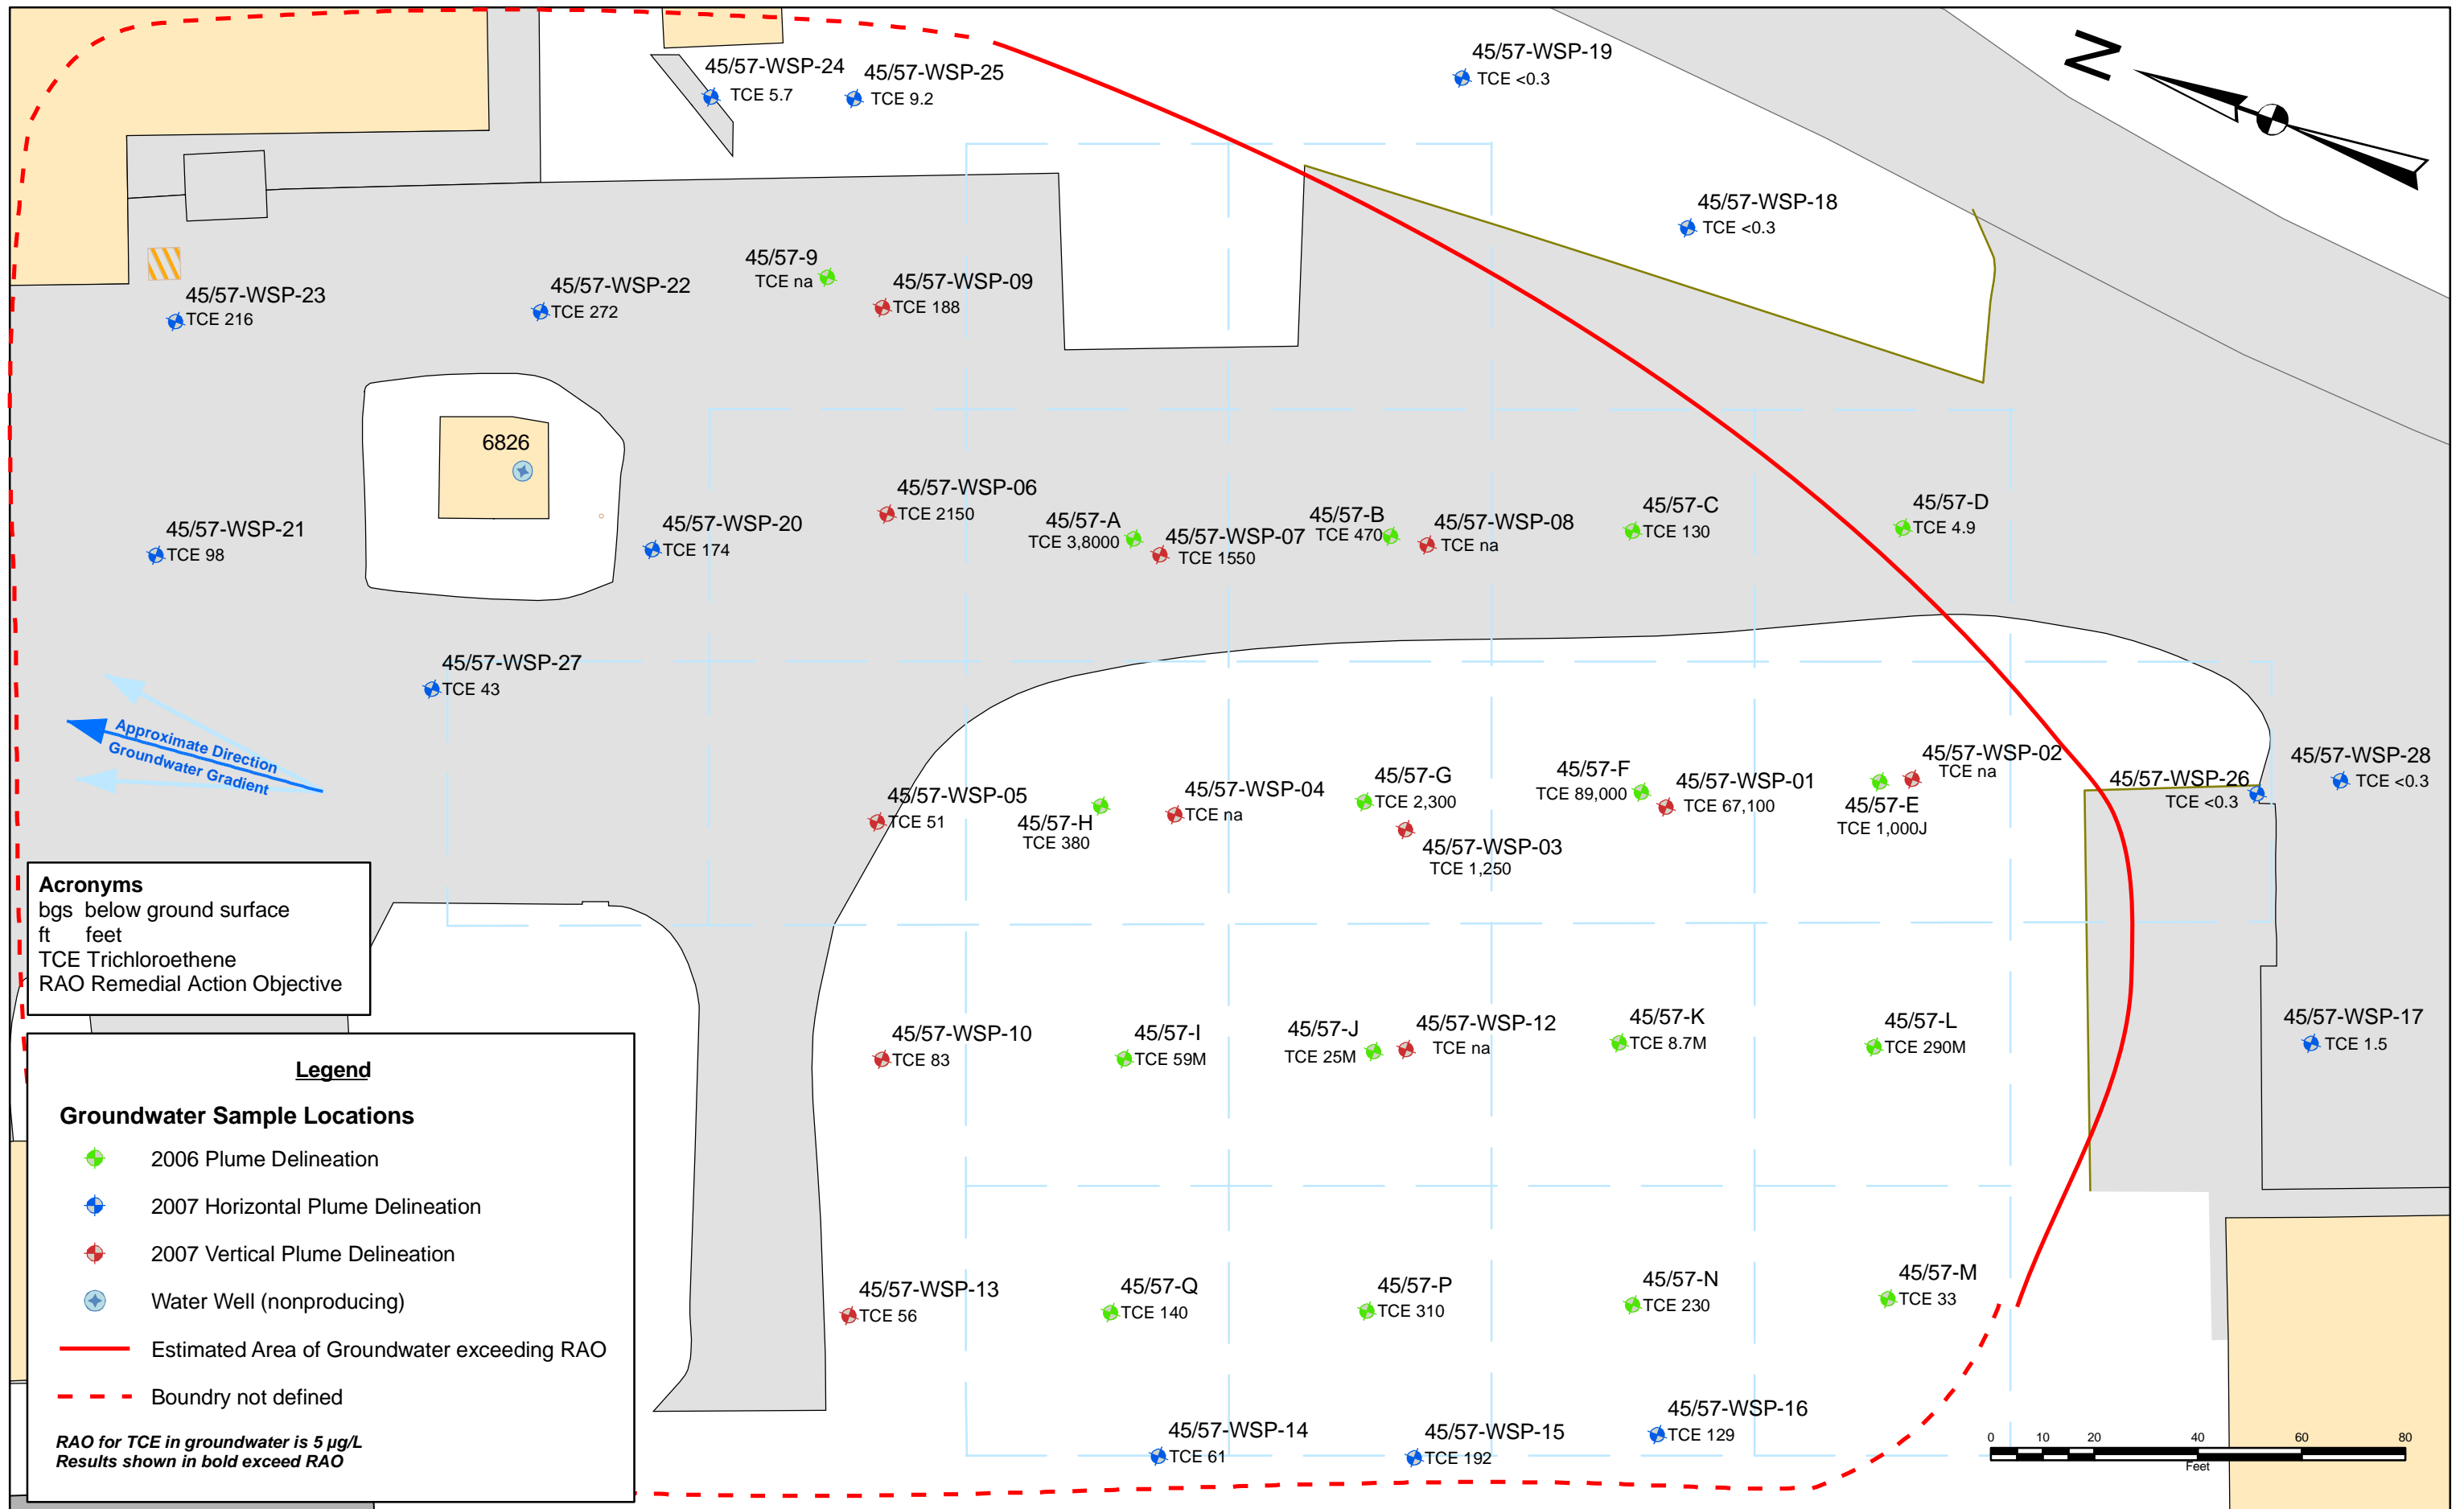 45/57-WSP-19
TCE <0.3
45/57-WSP-24
TCE 5.7
45/57-WSP-25
TCE 9.2
N
45/57-WSP-18
TCE <0.3
45/57-9
TCE na
45/57-WSP-09
TCE 188
45/57-WSP-22
TCE 272
45/57-WSP-23
TCE 216
6826
45/57-WSP-06
TCE 2150
45/57-A
TCE 3,8000
45/57-WSP-07
TCE 1550
45/57-B
TCE 470
45/57-WSP-08
TCE na
45/57-C
TCE 130
45/57-D
TCE 4.9
45/57-WSP-21
TCE 98
45/57-WSP-20
TCE 174
45/57-WSP-27
TCE 43
Approximate Direction
Groundwater Gradient
45/57-WSP-05
TCE 51
45/57-H
TCE 380
45/57-WSP-04
TCE na
45/57-G
TCE 2,300
45/57-WSP-03
TCE 1,250
45/57-F
TCE 89,000
45/57-WSP-01
TCE 67,100
45/57-E
TCE 1,000J
45/57-WSP-02
TCE na
45/57-WSP-26
TCE <0.3
45/57-WSP-28
TCE <0.3
Acronyms
bgs below ground surface
ft feet
TCE Trichloroethene
RAO Remedial Action Objective
45/57-WSP-10
TCE 83
45/57-I
TCE 59M
45/57-J
TCE 25M
45/57-WSP-12
TCE na
45/57-K
TCE 8.7M
45/57-L
TCE 290M
45/57-WSP-17
TCE 1.5
Legend
Groundwater Sample Locations
2006 Plume Delineation
2007 Horizontal Plume Delineation
2007 Vertical Plume Delineation
Water Well (nonproducing)
Estimated Area of Groundwater exceeding RAO
Boundry not defined
RAO for TCE in groundwater is 5 µg/L
Results shown in bold exceed RAO
45/57-WSP-13
TCE 56
45/57-Q
TCE 140
45/57-P
TCE 310
45/57-N
TCE 230
45/57-M
TCE 33
45/57-WSP-14
TCE 61
45/57-WSP-15
TCE 192
45/57-WSP-16
TCE 129
0 10 20 40 60 80
Feet